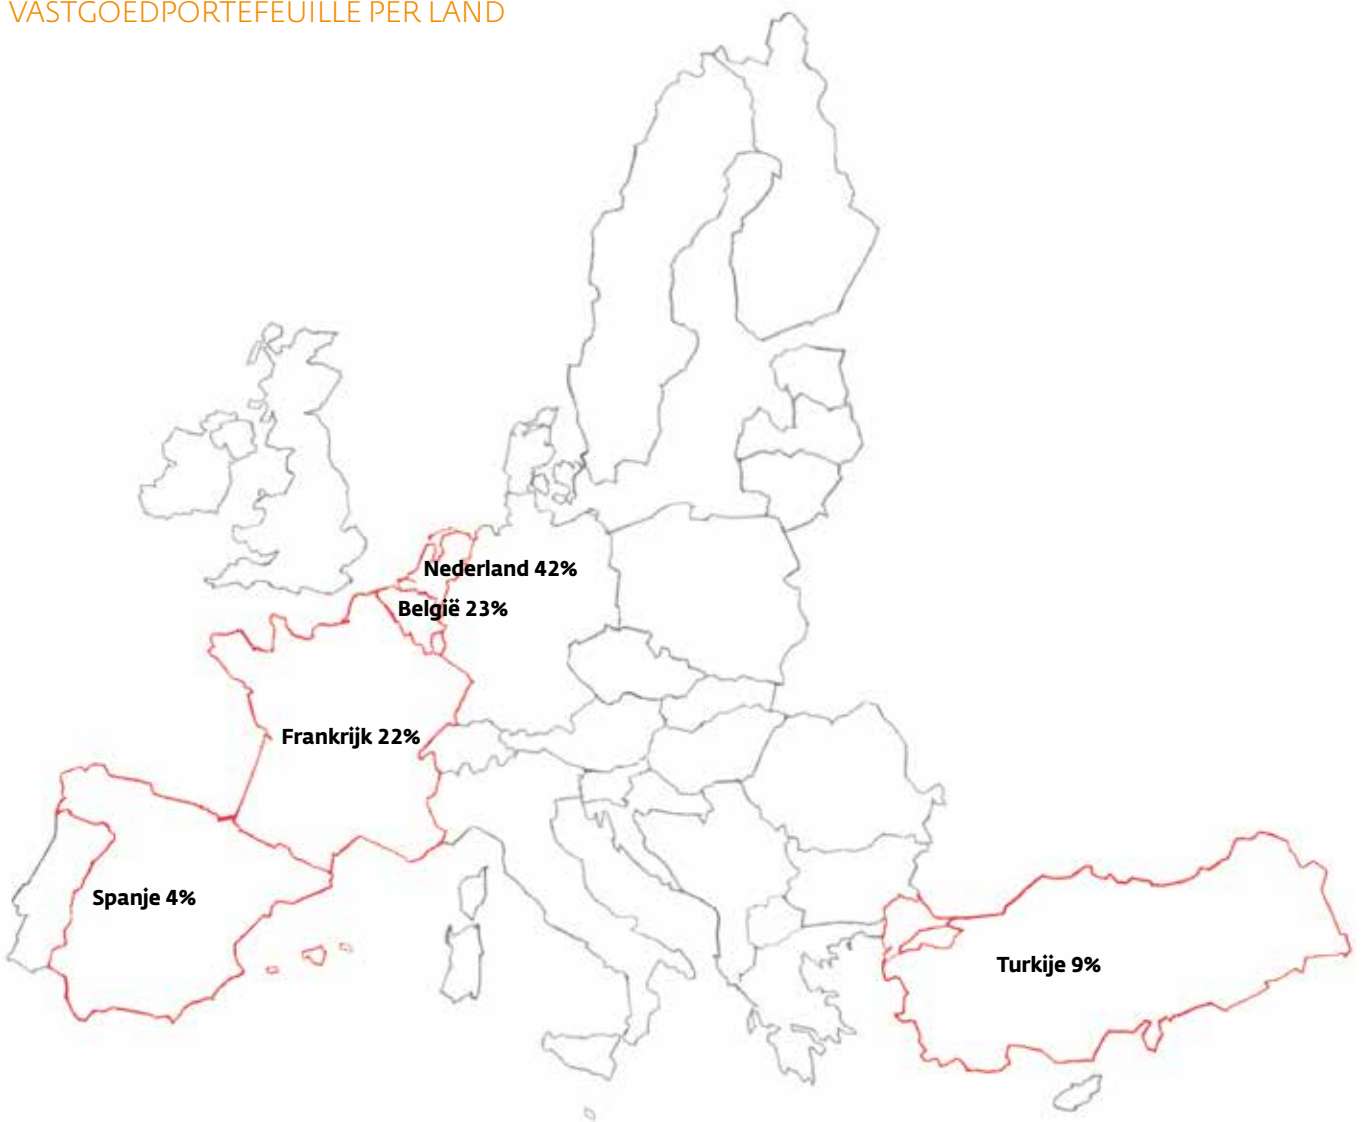 VASTGOEDPORTEFEUILLE PER LAND
Nederland 42%
België 23%
Frankrijk 22%
Spanje 4%
Turkije 9%